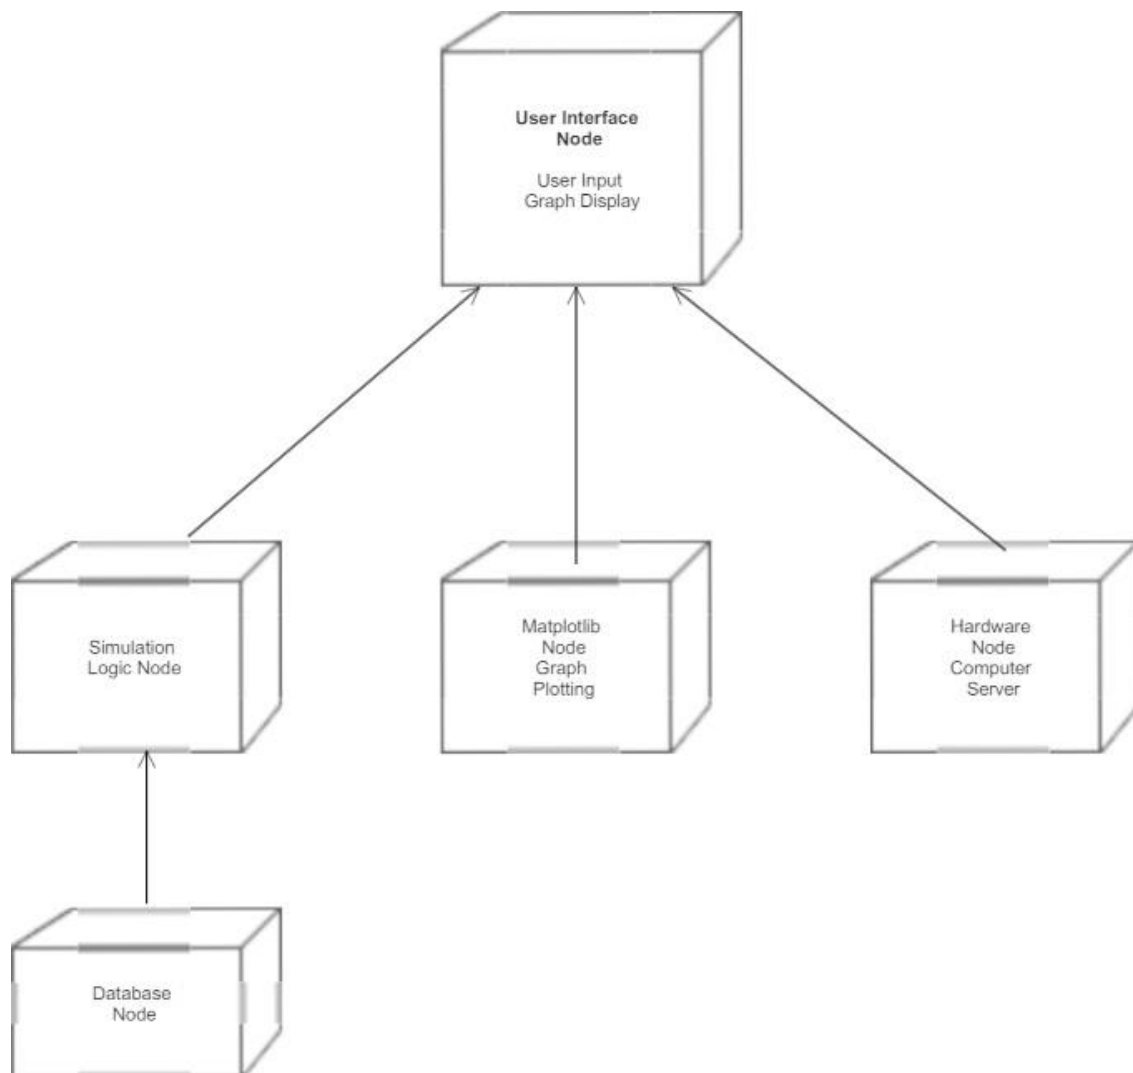 User Interface
Node
User Input
Graph Display
Simulation
Logic Node
Matplotlib
Node
Graph
Plotting
Hardware
Node
Computer
Server
Database
Node